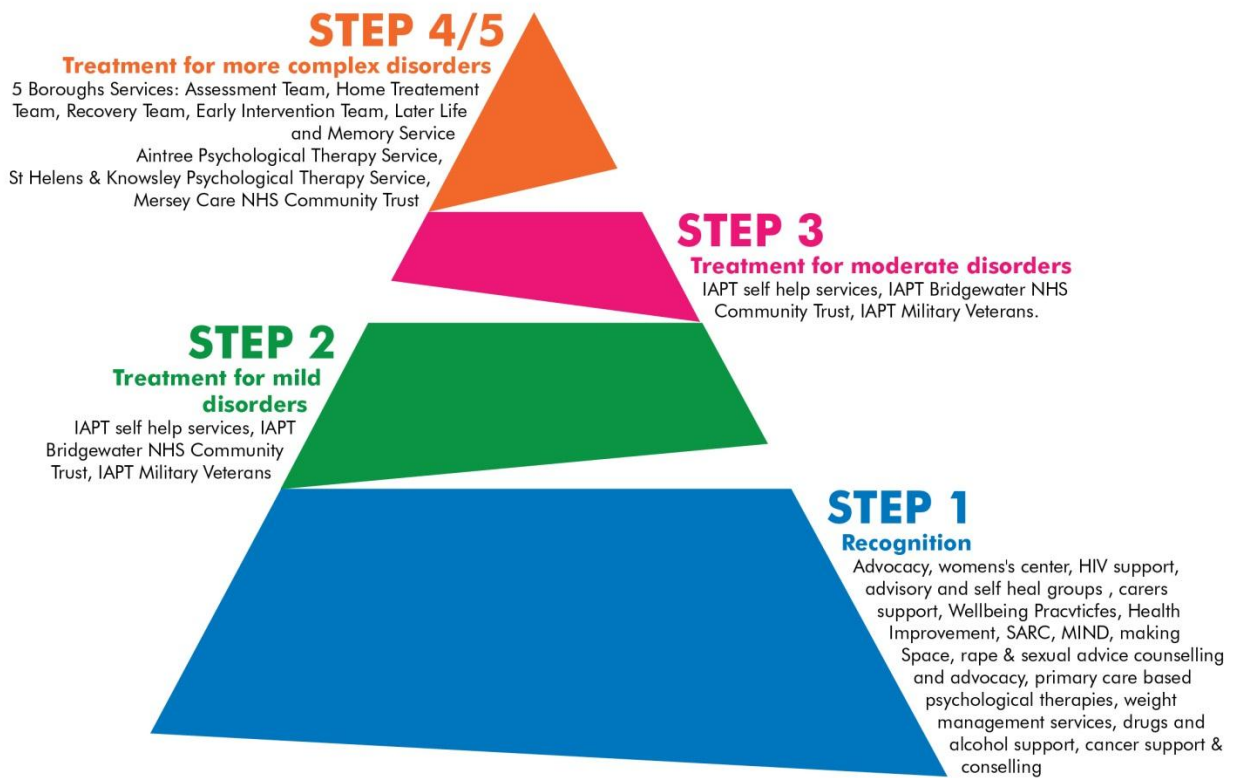 STEP 4/5
Treatment for more complex disorders
5 Boroughs Services: Assessment Team, Home Treatement
Team, Recovery Team, Early Intervention Team, Later Life
and Memory Service
Aintree Psychological Therapy Service,
St Helens & Knowsley Psychological Therapy Service,
Mersey Care NHS Community Trust
STEP 3
Treatment for moderate disorders
IAPT self help services, IAPT Bridgewater NHS
Community Trust, IAPT Military Veterans.
STEP 2
Treatment for mild
disorders
IAPT self help services, IAPT
Bridgewater NHS Community
Trust, IAPT Military Veterans
STEP 1
Recognition
Advocacy, womens's center, HIV support,
advisory and self heal groups , carers
support, Wellbeing Pracvticfes, Health
Improvement, SARC, MIND, making
Space, rape & sexual advice counselling
and advocacy, primary care based
psychological therapies, weight
management services, drugs and
alcohol support, cancer support &
conselling